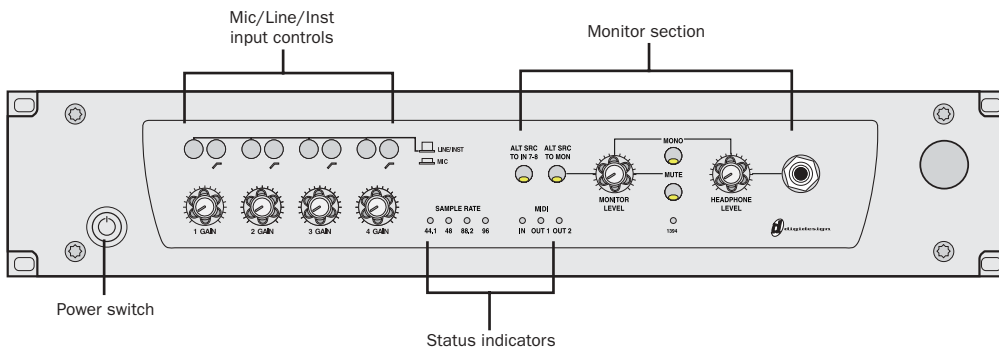 Mic/Line/Inst
input controls
Monitor section
ALT SRC
TO IN 7-8
ALT SRC
TO MON
MONO
LINE/INST
MIC
MUTE
MONITOR
LEVEL
HEADPHONE
LEVEL
SAMPLE RATE
MIDI
1 GAIN
2 GAIN
3 GAIN
4 GAIN
44,1
48
88,2
96
IN
OUT 1
OUT 2
1394
digidesign
Power switch
Status indicators